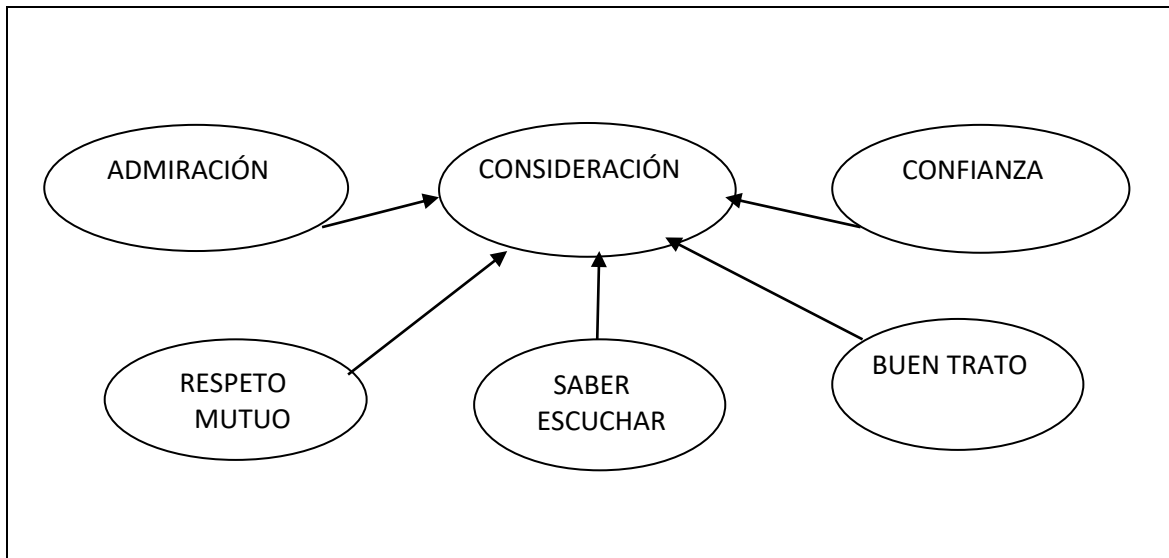 ADMIRACIÓN
CONSIDERACIÓN
CONFIANZA
RESPETO
MUTUO
SABER
ESCUCHAR
BUEN TRATO